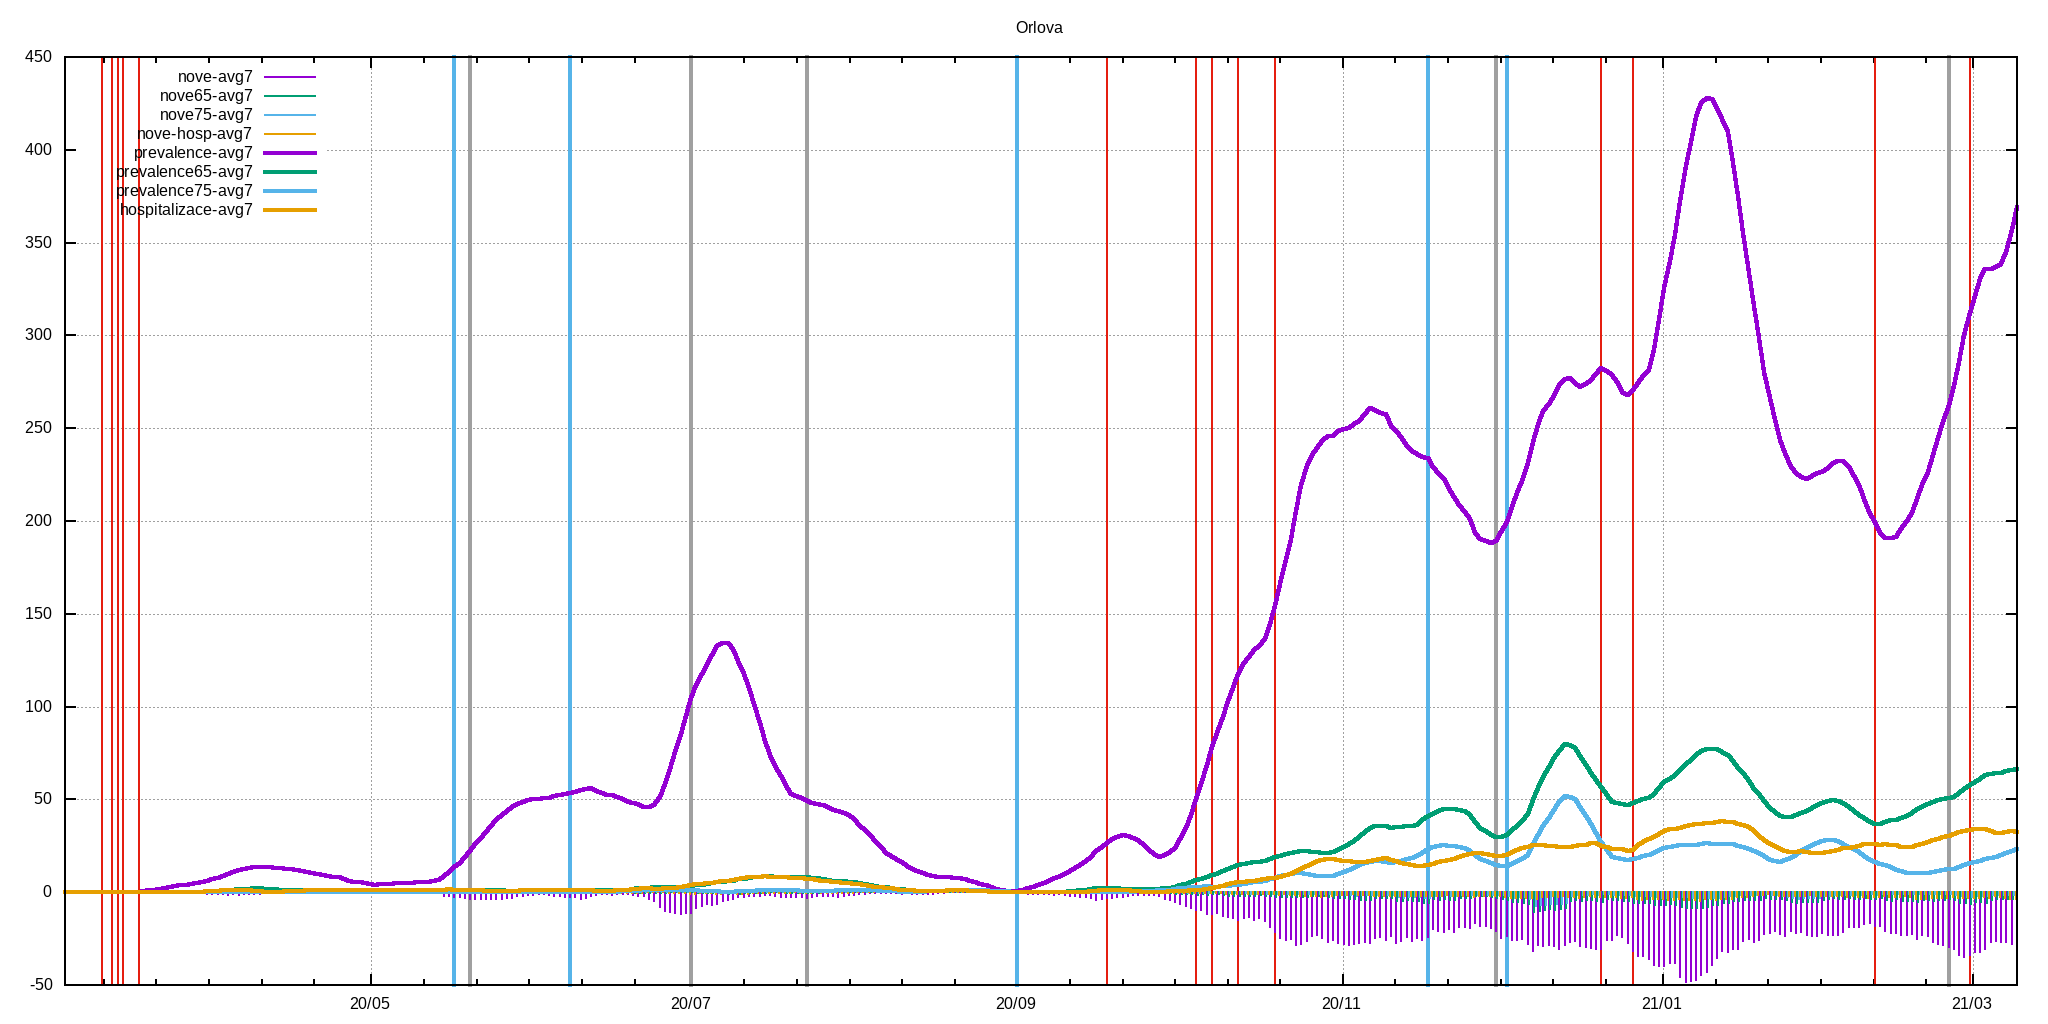 Orlova
450
400
350
300
250
200
150
100
50
0
-50
nove-avg7
nove65-avg7
nove75-avg7
nove-hosp-avg7
prevalence-avg7
prevalence65-avg7
prevalence75-avg7
hospitalizace-avg7
20/05 20/07 20/09 20/11 21/01 21/03